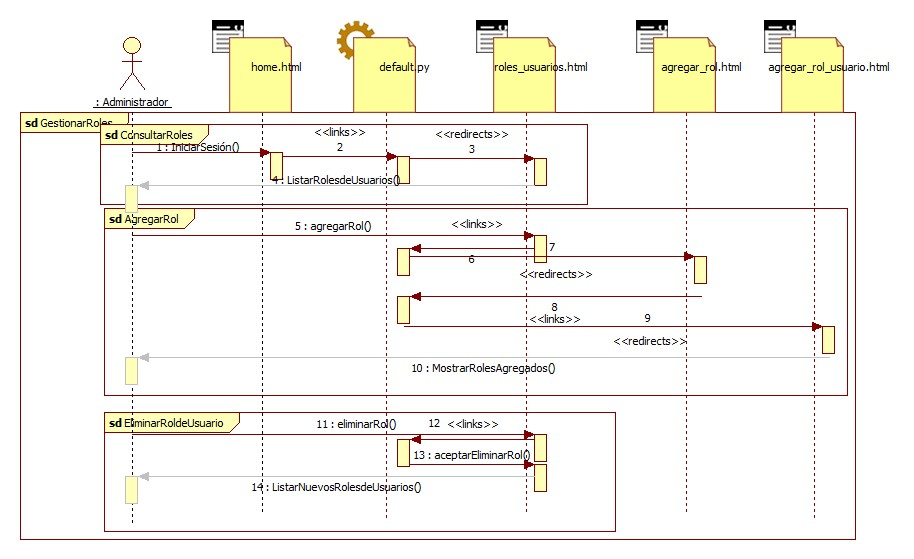 home.html
default.py
roles_usuarios.html
agregar_rol.html
agregar_rol_usuario.html
: Administrador
sd GestionarRoles
sd ConsultarRoles
<<links>>
<<redirects>>
1 : IniciarSesión()
2
3
4 : ListarRolesdeUsuarios()
sd AgregarRol
5 : agregarRol()
<<links>>
7
6
<<redirects>>
8
<<links>>
9
<<redirects>>
10 : MostrarRolesAgregados()
sd EliminarRoldeUsuario
11 : eliminarRol()
12 <<links>>
13 : aceptarEliminarRol()
14 : ListarNuevosRolesdeUsuarios()